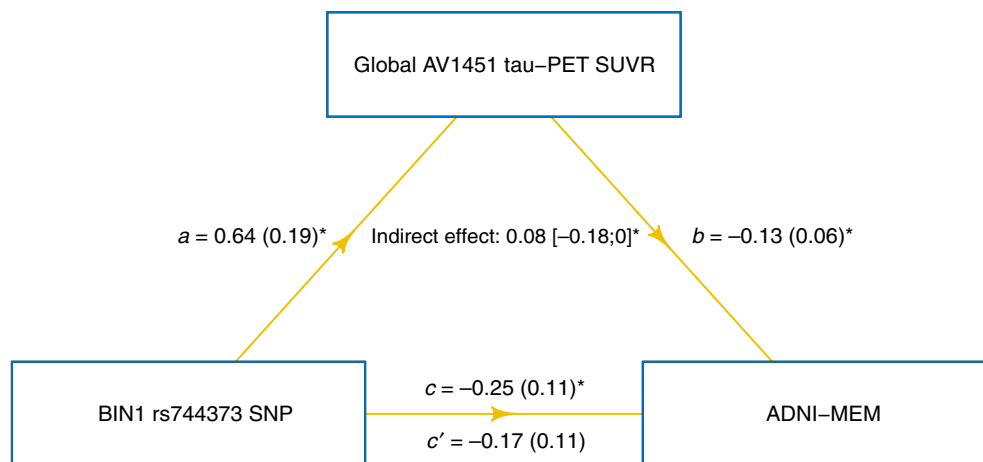 Global AV1451 tau–PET SUVR
a = 0.64 (0.19)*
Indirect effect: 0.08 [–0.18;0]*
b = –0.13 (0.06)*
BIN1 rs744373 SNP
c = –0.25 (0.11)*
c′ = –0.17 (0.11)
ADNI–MEM